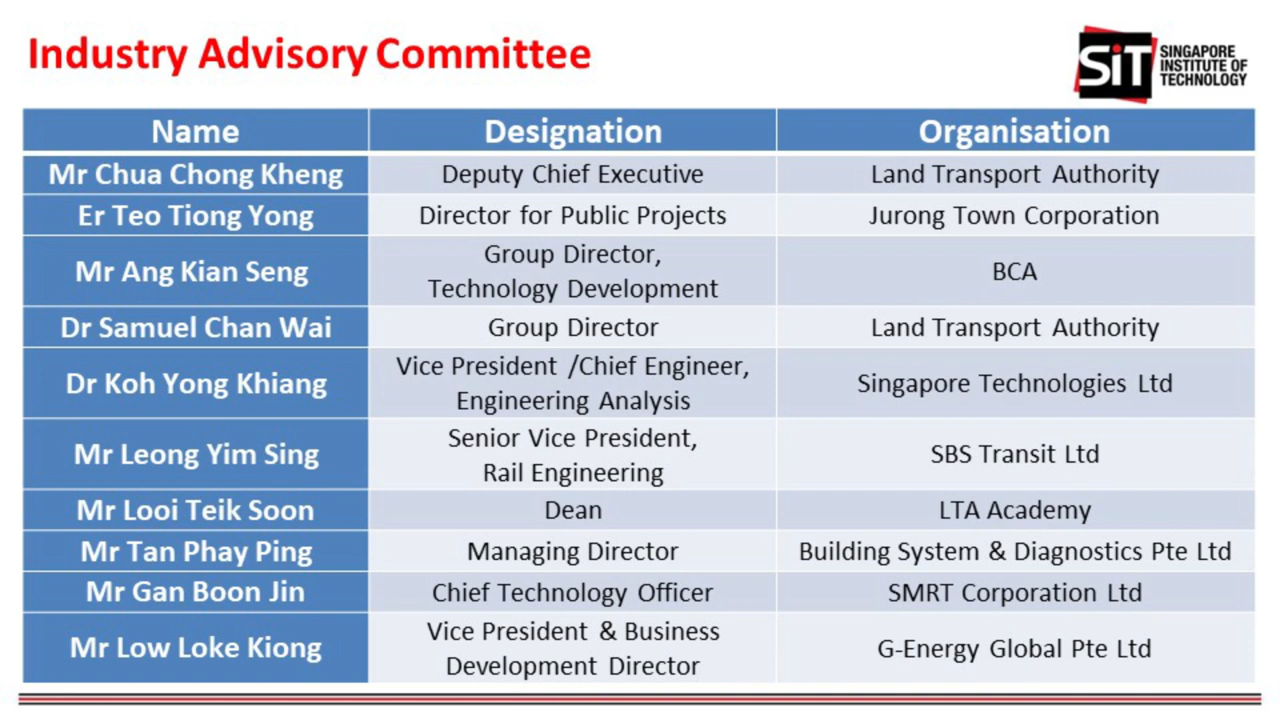 Industry Advisory Committee
SiT
SINGAPORE
INSTITUTE OF
TECHNOLOGY
Name Designation Organisation
Mr Chua Chong Kheng Deputy Chief Executive Land Transport Authority
Er Teo Tiong Yong Director for Public Projects Jurong Town Corporation
Mr Ang Kian Seng Group Director,
Technology Development BCA
Dr Samuel Chan Wai Group Director Land Transport Authority
Dr Koh Yong Khiang Vice President /Chief Engineer,
Engineering Analysis Singapore Technologies Ltd
Mr Leong Yim Sing Senior Vice President,
Rail Engineering SBS Transit Ltd
Mr Looi Teik Soon Dean LTA Academy
Mr Tan Phay Ping Managing Director Building System & Diagnostics Pte Ltd
Mr Gan Boon Jin Chief Technology Officer SMRT Corporation Ltd
Mr Low Loke Kiong Vice President & Business
Development Director G-Energy Global Pte Ltd